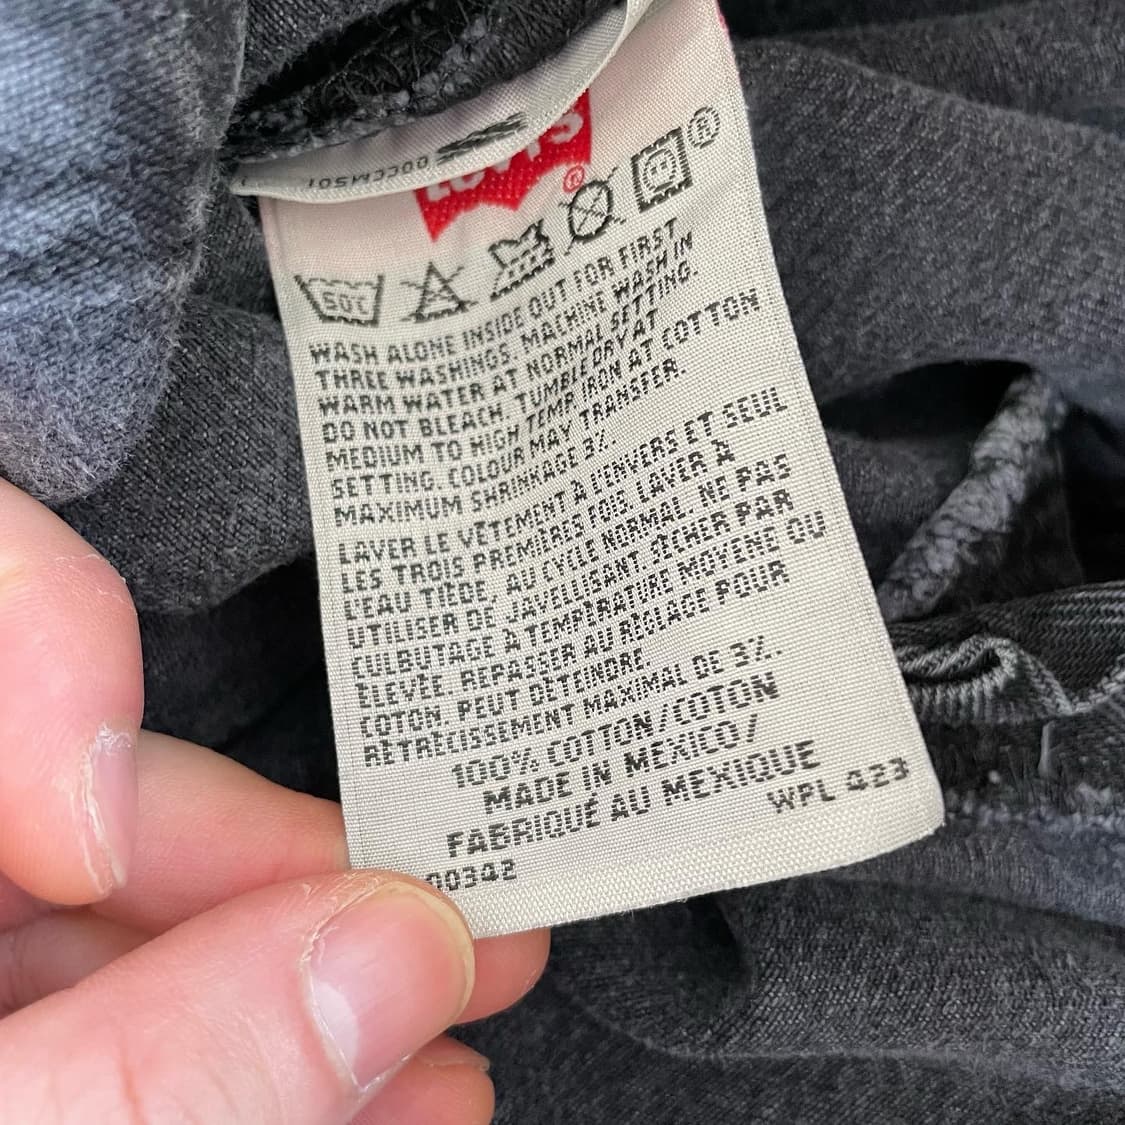 00CCMS01
LEVI'S
®
50C
®
WASH ALONE INSIDE OUT FOR FIRST
THREE WASHINGS. MACHINE WASH IN
WARM WATER AT NORMAL SETTING.
DO NOT BLEACH. TUMBLE DRY AT
MEDIUM TO HIGH TEMP IRON AT COTTON
SETTING. COLOUR MAY TRANSFER.
MAXIMUM SHRINKAGE 3%.
LAVER LE VÊTEMENT À L'ENVERS ET SEUL
LES TROIS PREMIÈRES FOIS. LAVER À
L'EAU TIÈDE, AU CYCLE NORMAL. NE PAS
UTILISER DE JAVELLISANT. SÉCHER PAR
CULBUTAGE À TEMPÉRATURE MOYENE OU
ÉLEVÉE. REPASSER AU RÉGLAGE POUR
COTON. PEUT DÉTEINDRE.
RÉTRÉCISSEMENT MAXIMAL DE 3%.
100% COTTON/COTON
MADE IN MEXICO/
FABRIQUÉ AU MEXIQUE
WPL 423
00342